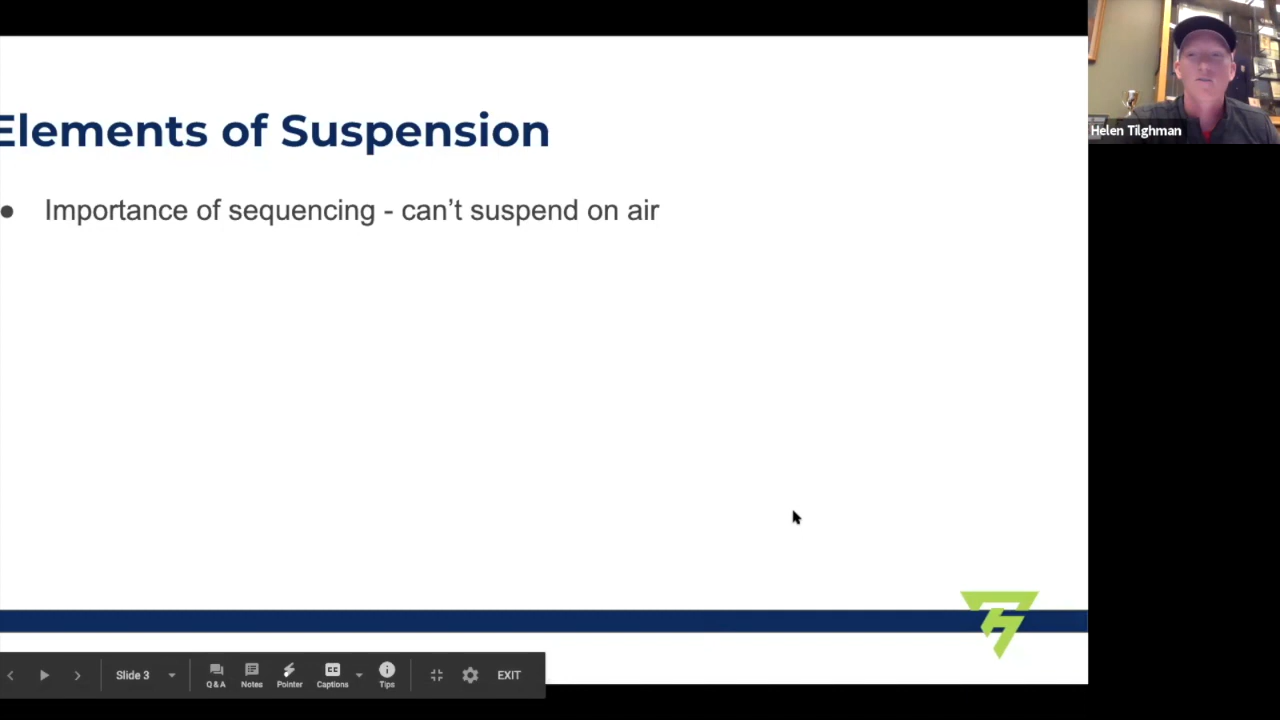 Elements of Suspension
● Importance of sequencing - can’t suspend on air
Helen Tilghman
Slide 3
Q & A
Notes
Pointer
CC
Captions
Tips
EXIT